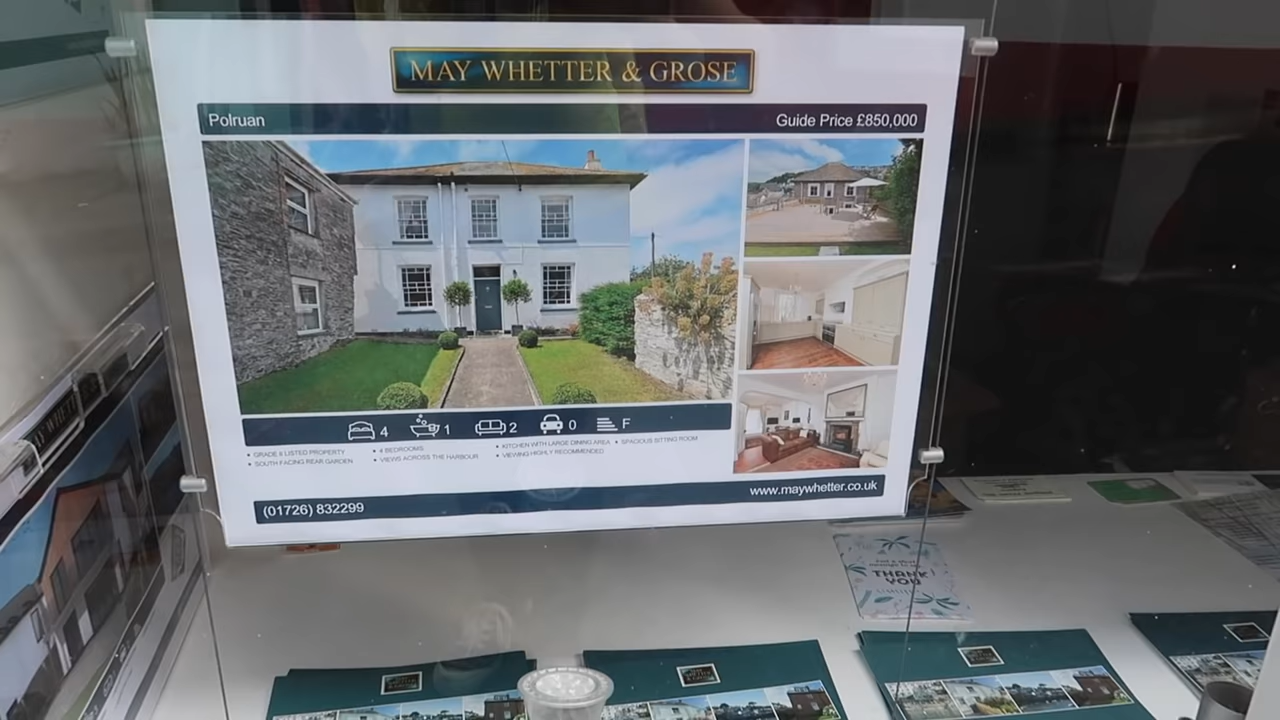 MAY WHETTER & GROSE
Polruan
Guide Price £850,000
4 1 2 0 F
• GRADE II LISTED PROPERTY
• SOUTH FACING REAR GARDEN
• 4 BEDROOMS
• VIEWS ACROSS THE HARBOUR
• KITCHEN WITH LARGE DINING AREA
• VIEWING HIGHLY RECOMMENDED
• SPACIOUS SITTING ROOM
(01726) 832299
www.maywhetter.co.uk
THANK
YOU
MAY WHETT